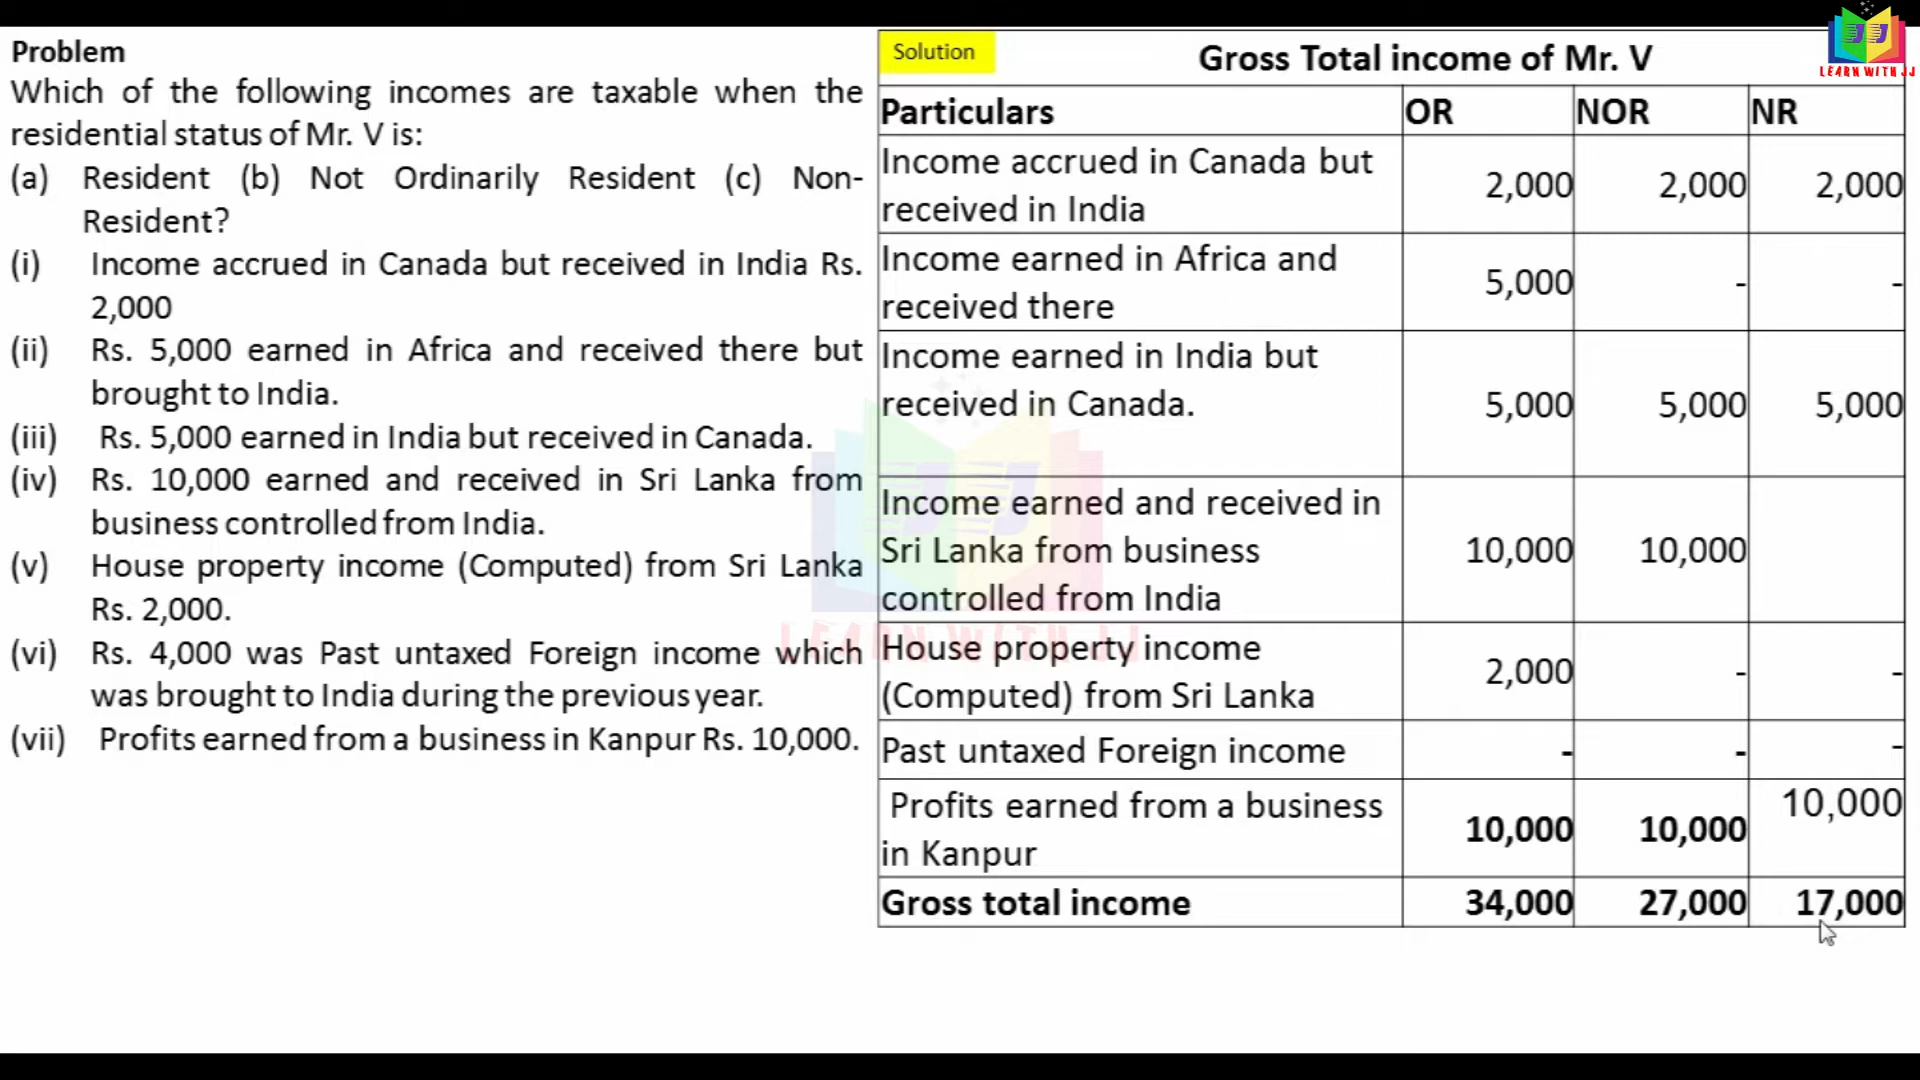 Problem
Which of the following incomes are taxable when the
residential status of Mr. V is:
(a) Resident (b) Not Ordinarily Resident (c) Non-
Resident?
(i) Income accrued in Canada but received in India Rs.
2,000
(ii) Rs. 5,000 earned in Africa and received there but
brought to India.
(iii) Rs. 5,000 earned in India but received in Canada.
(iv) Rs. 10,000 earned and received in Sri Lanka from
business controlled from India.
(v) House property income (Computed) from Sri Lanka
Rs. 2,000.
(vi) Rs. 4,000 was Past untaxed Foreign income which
was brought to India during the previous year.
(vii) Profits earned from a business in Kanpur Rs. 10,000.
Solution
Gross Total income of Mr. V
Particulars OR NOR NR
Income accrued in Canada but
received in India 2,000 2,000 2,000
Income earned in Africa and
received there 5,000 - -
Income earned in India but
received in Canada. 5,000 5,000 5,000
Income earned and received in
Sri Lanka from business 10,000 10,000
controlled from India
House property income
(Computed) from Sri Lanka 2,000 - -
Past untaxed Foreign income - - -
Profits earned from a business
in Kanpur 10,000 10,000 10,000
Gross total income 34,000 27,000 17,000
LEARN WITH JJ
LEARN WITH JJ